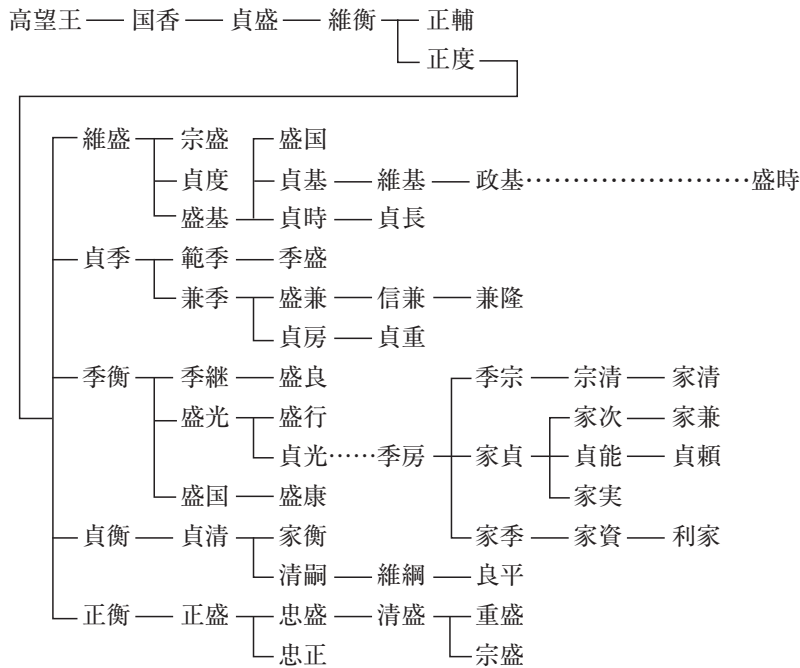 高望王 国香 貞盛 維衡 正輔
正度
維盛 宗盛 盛国
貞度 貞基 維基 政基……………………盛時
盛基 貞時 貞長
貞季 範季 季盛
兼季 盛兼 信兼 兼隆
貞房 貞重
季衡 季継 盛良 季宗 宗清 家清
盛光 盛行 家次 家兼
貞光……季房 家貞 貞能 貞頼
盛国 盛康 家実
貞衡 貞清 家衡 家季 家資 利家
清嗣 維綱 良平
正衡 正盛 忠盛 清盛 重盛
忠正 宗盛